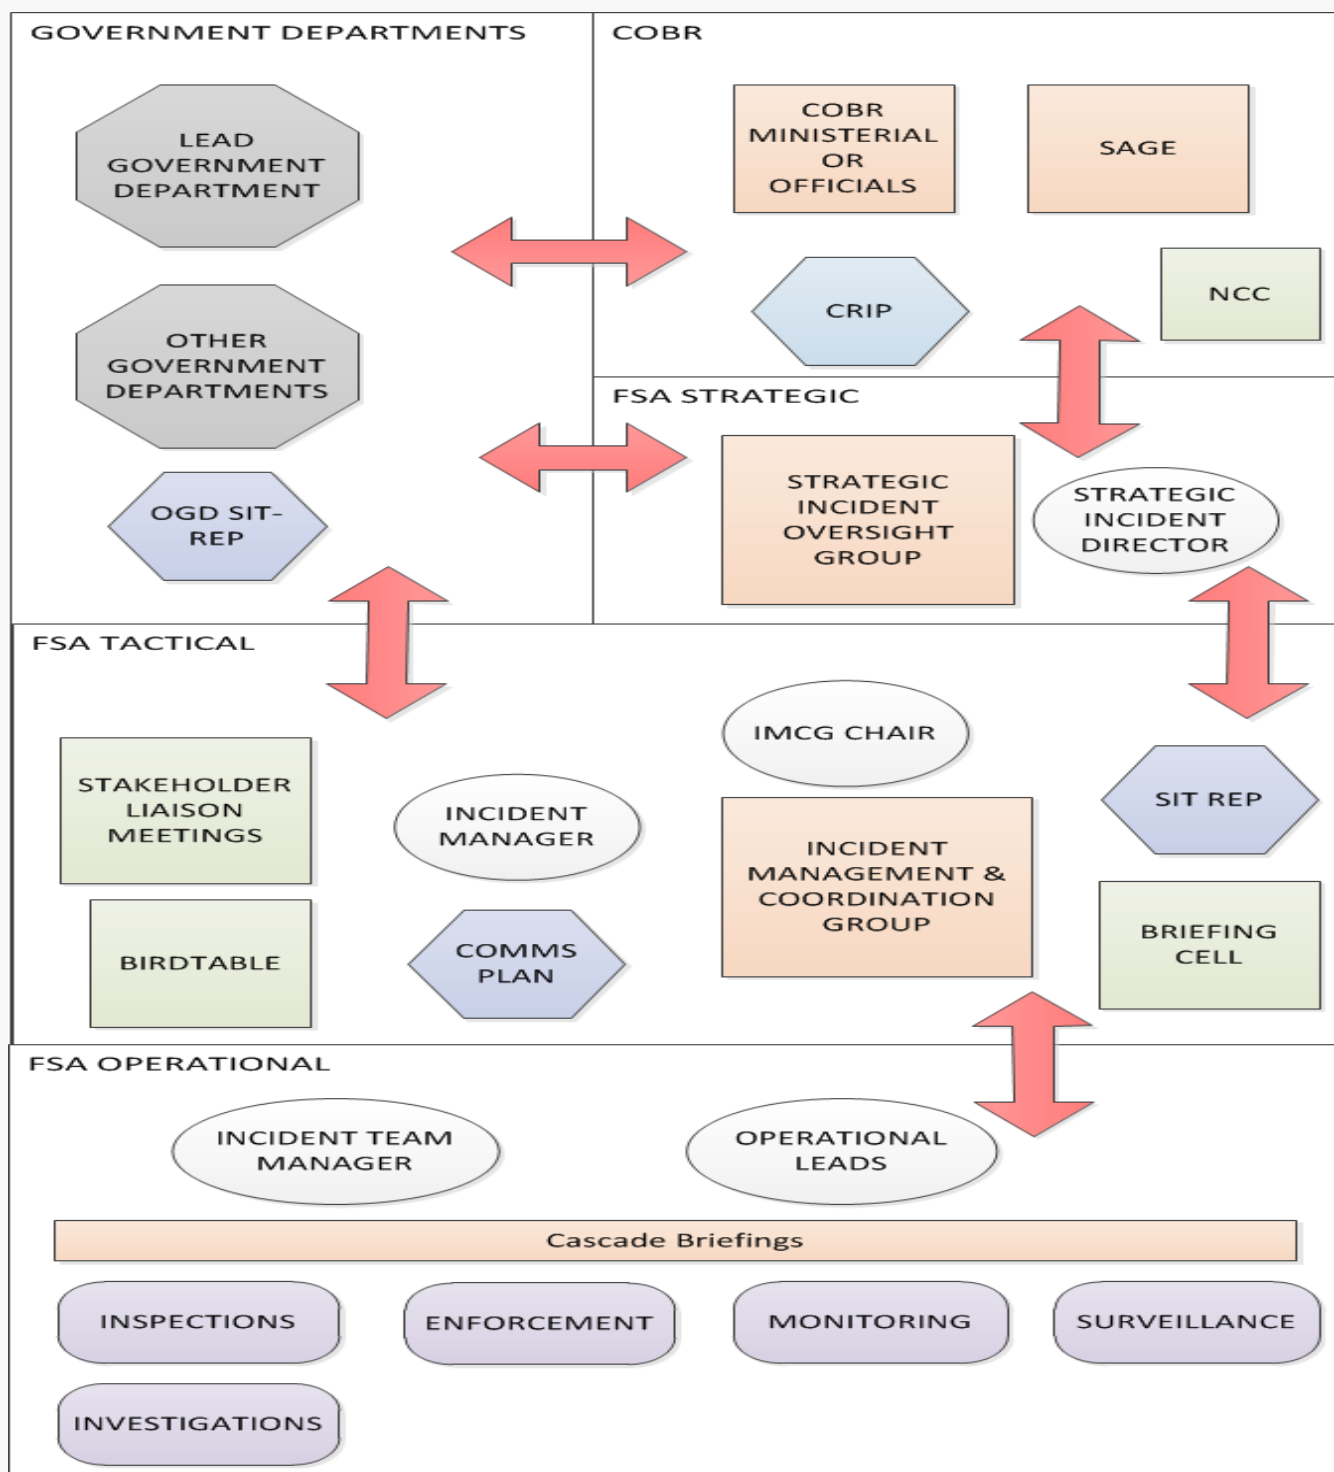 GOVERNMENT DEPARTMENTS
LEAD
GOVERNMENT
DEPARTMENT
OTHER
GOVERNMENT
DEPARTMENTS
OGD SIT-
REP
COBR
COBR
MINISTERIAL
OR
OFFICIALS
SAGE
CRIP
NCC
FSA STRATEGIC
STRATEGIC
INCIDENT
OVERSIGHT
GROUP
STRATEGIC
INCIDENT
DIRECTOR
FSA TACTICAL
STAKEHOLDER
LIAISON
MEETINGS
BIRDTABLE
INCIDENT
MANAGER
COMMS
PLAN
IMCG CHAIR
INCIDENT
MANAGEMENT &
COORDINATION
GROUP
SIT REP
BRIEFING
CELL
FSA OPERATIONAL
INCIDENT TEAM
MANAGER
OPERATIONAL
LEADS
Cascade Briefings
INSPECTIONS
ENFORCEMENT
MONITORING
SURVEILLANCE
INVESTIGATIONS